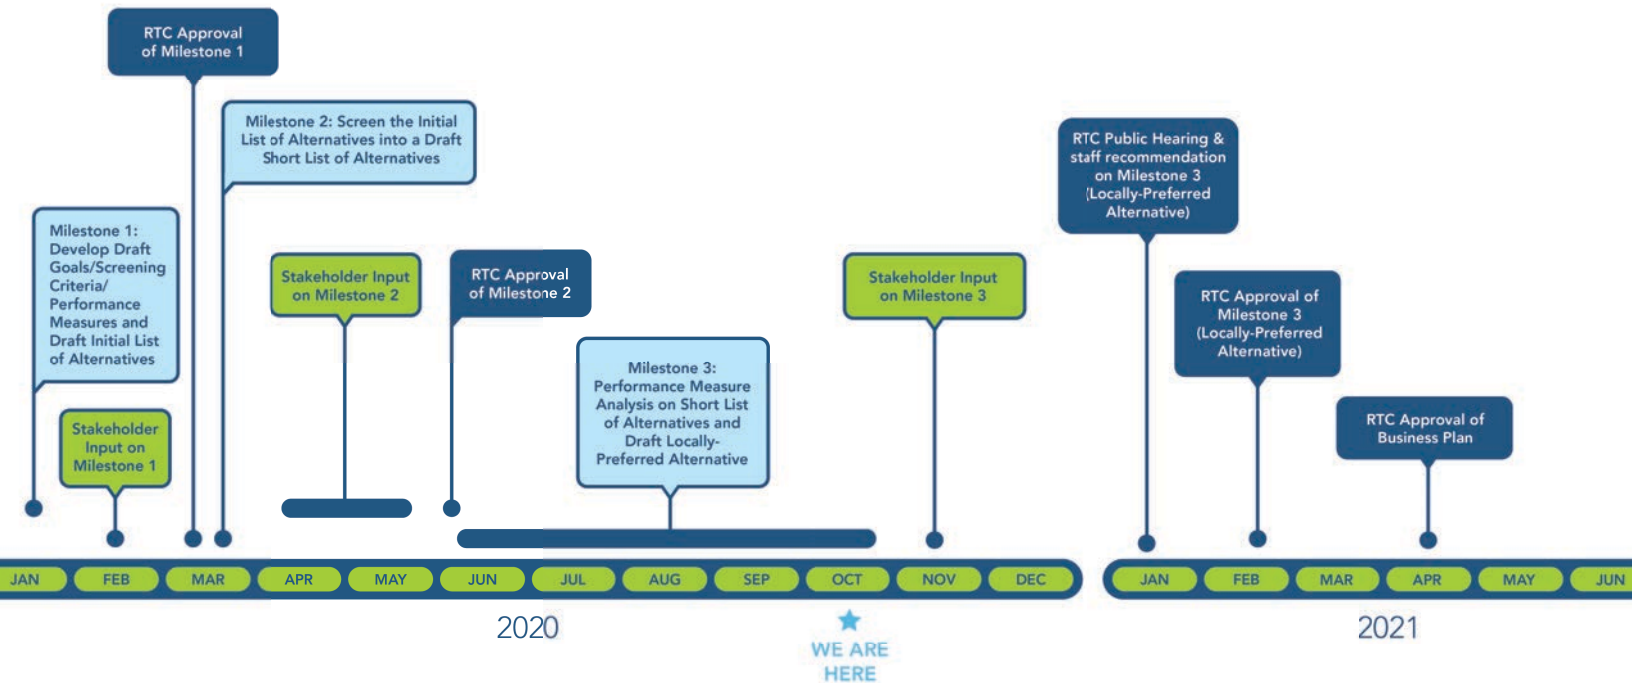 RTC Approval
of Milestone 1
Milestone 2: Screen the Initial
List of Alternatives into a Draft
Short List of Alternatives
Milestone 1:
Develop Draft
Goals/Screening
Criteria/
Performance
Measures and
Draft Initial List
of Alternatives
Stakeholder
Input on
Milestone 1
Stakeholder Input
on Milestone 2
RTC Approval
of Milestone 2
Milestone 3:
Performance Measure
Analysis on Short List
of Alternatives and
Draft Locally-
Preferred Alternative
Stakeholder Input
on Milestone 3
RTC Public Hearing &
staff recommendation
on Milestone 3
(Locally-Preferred
Alternative)
RTC Approval of
Milestone 3
(Locally-Preferred
Alternative)
RTC Approval of
Business Plan
JAN FEB MAR APR MAY JUN JUL AUG SEP OCT NOV DEC JAN FEB MAR APR MAY JUN
2020 2021
WE ARE
HERE